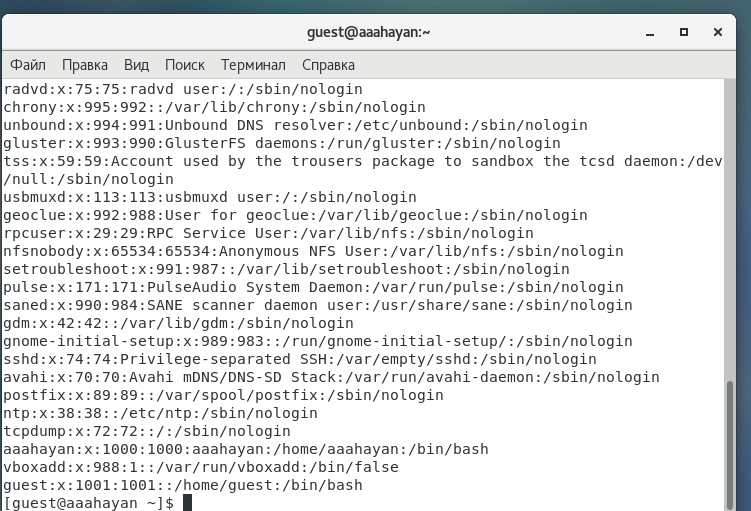 guest@aaahayan:~
Файл Правка Вид Поиск Терминал Справка
radvd:x:75:75:radvd user:/:/sbin/nologin
chrony:x:995:992::/var/lib/chrony:/sbin/nologin
unbound:x:994:991:Unbound DNS resolver:/etc/unbound:/sbin/nologin
gluster:x:993:990:GlusterFS daemons:/run/gluster:/sbin/nologin
tss:x:59:59:Account used by the trousers package to sandbox the tcsd daemon:/dev
/null:/sbin/nologin
usbmuxd:x:113:113:usbmuxd user:/:/sbin/nologin
geoclue:x:992:988:User for geoclue:/var/lib/geoclue:/sbin/nologin
rpcuser:x:29:29:RPC Service User:/var/lib/nfs:/sbin/nologin
nfsnobody:x:65534:65534:Anonymous NFS User:/var/lib/nfs:/sbin/nologin
setroubleshoot:x:991:987::/var/lib/setroubleshoot:/sbin/nologin
pulse:x:171:171:PulseAudio System Daemon:/var/run/pulse:/sbin/nologin
saned:x:990:984:SANE scanner daemon user:/usr/share/sane:/sbin/nologin
gdm:x:42:42::/var/lib/gdm:/sbin/nologin
gnome-initial-setup:x:989:983::/run/gnome-initial-setup/:/sbin/nologin
sshd:x:74:74:Privilege-separated SSH:/var/empty/sshd:/sbin/nologin
avahi:x:70:70:Avahi mDNS/DNS-SD Stack:/var/run/avahi-daemon:/sbin/nologin
postfix:x:89:89::/var/spool/postfix:/sbin/nologin
ntp:x:38:38::/etc/ntp:/sbin/nologin
tcpdump:x:72:72::/:/sbin/nologin
aaahayan:x:1000:1000:aaahayan:/home/aaahayan:/bin/bash
vboxadd:x:988:1::/var/run/vboxadd:/bin/false
guest:x:1001:1001::/home/guest:/bin/bash
[guest@aaahayan ~]$